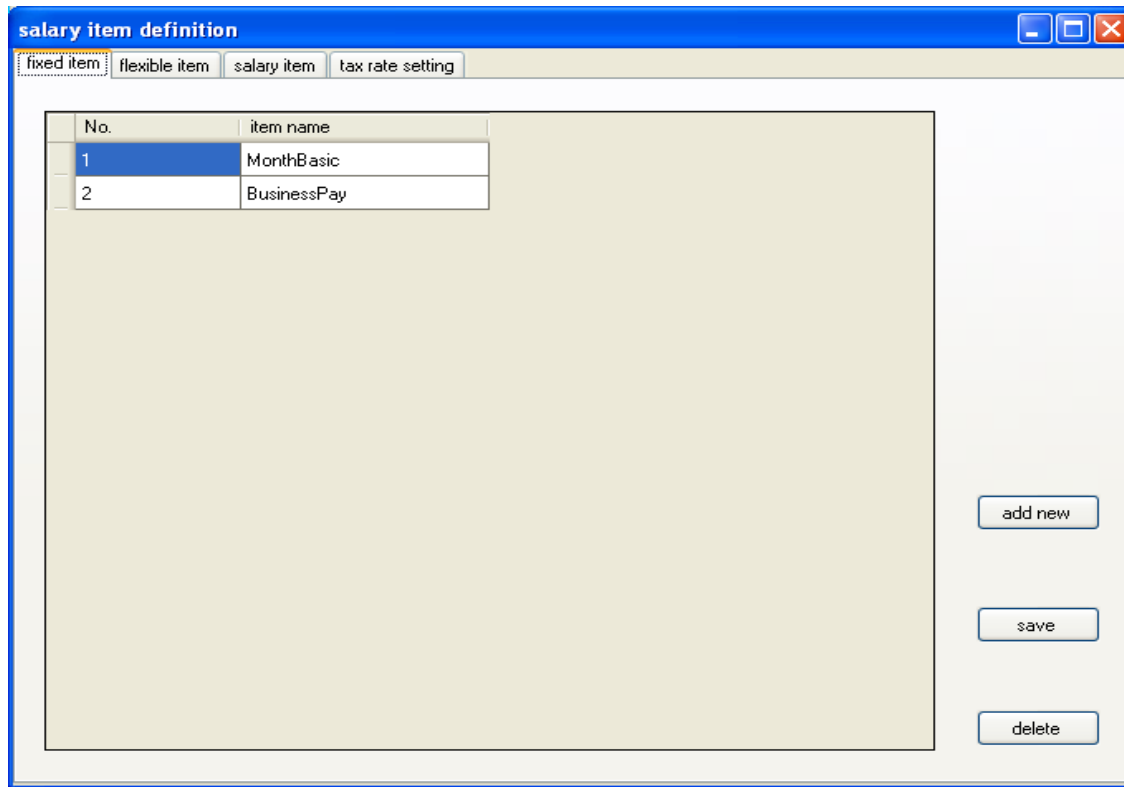 salary item definition
fixed item flexible item salary item tax rate setting
No. item name
1 MonthBasic
2 BusinessPay
add new
save
delete